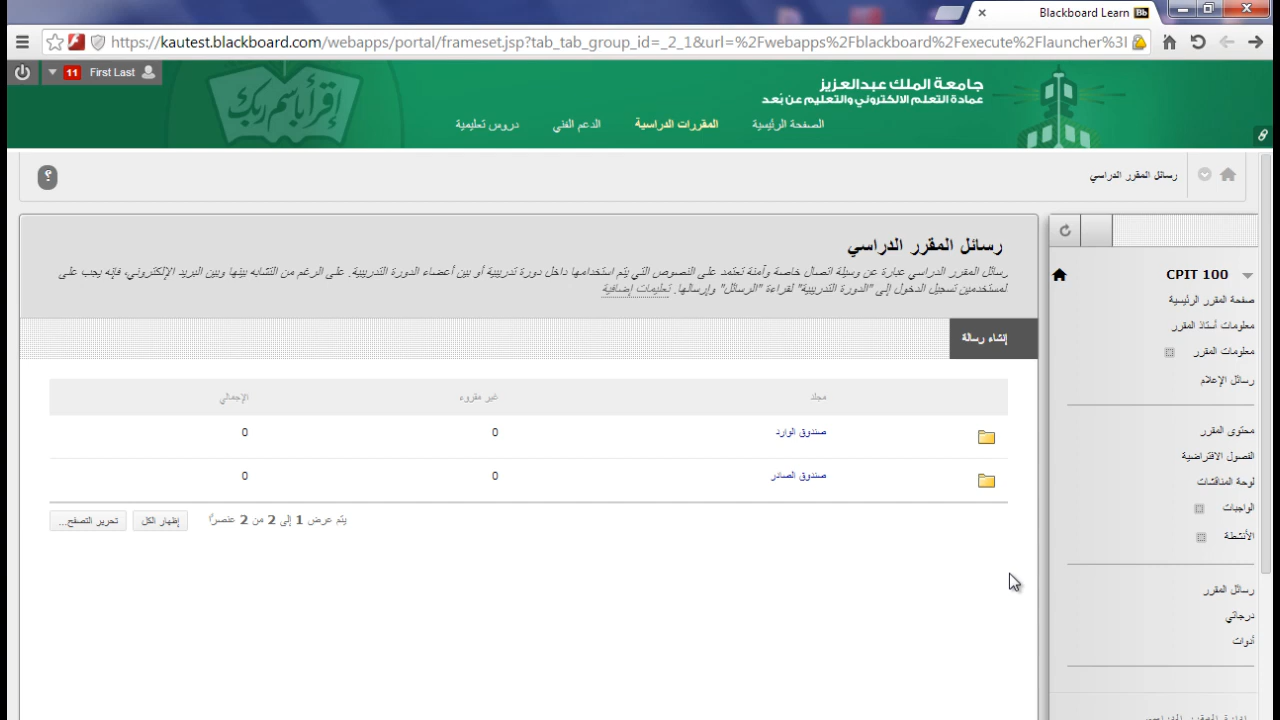 Blackboard Learn
https://kautest.blackboard.com/webapps/portal/frameset.jsp?tab_tab_group_id=_2_1&url=%2Fwebapps%2Fblackboard%2Fexecute%2Flauncher%3
11 First Last
جامعة الملك عبدالعزيز
عمادة التعلم الالكتروني والتعليم عن بُعد
اقرأ باسم ربك
الصفحة الرئيسية المقررات الدراسية الدعم الفني دروس تعليمية
رسائل المقرر الدراسي
؟
رسائل المقرر الدراسي
رسائل المقرر الدراسي عبارة عن وسيلة اتصال خاصة وآمنة تعتمد على النصوص التي يتم استخدامها داخل دورة تدريبية أو بين أعضاء الدورة التدريبية. على الرغم من التشابه بينها وبين البريد الإلكتروني، فإنه يجب على
لمستخدمين تسجيل الدخول إلى "الدورة التدريبية" لقراءة "الرسائل" وإرسالها. تعليمات إضافية
إنشاء رسالة
مجلد غير مقروء الإجمالي
صندوق الوارد 0 0
صندوق الصادر 0 0
يتم عرض 1 إلى 2 من 2 عنصرًا إظهار الكل تحرير التصفح...
CPIT 100
صفحة المقرر الرئيسية
معلومات أستاذ المقرر
معلومات المقرر
رسائل الإعلام
محتوى المقرر
الفصول الافتراضية
لوحة المناقشات
الواجبات
الأنشطة
رسائل المقرر
درجاتي
أدوات